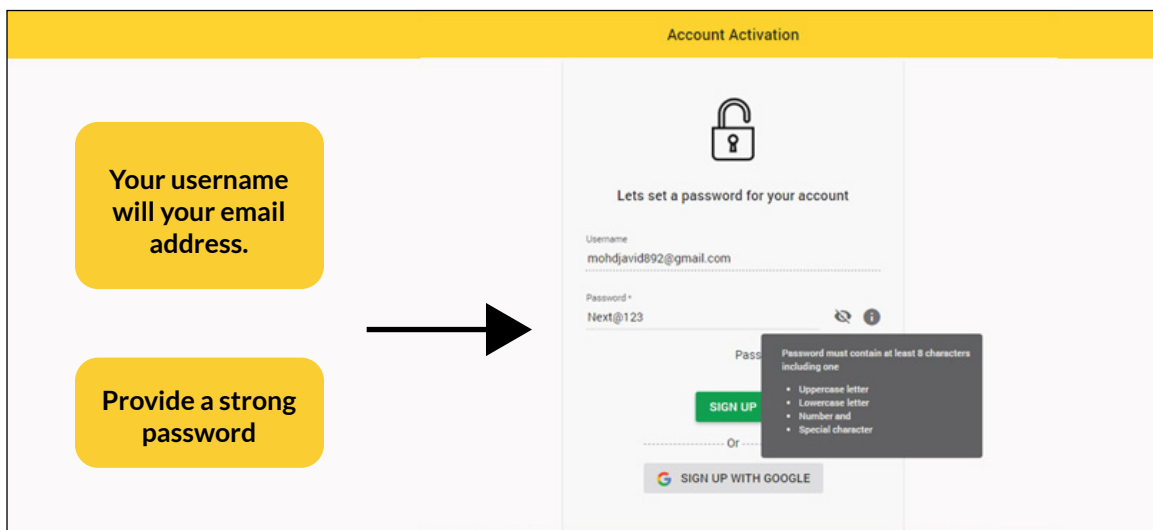 Account Activation
Your username
will your email
address.
Provide a strong
password
Lets set a password for your account
Username
mohdjavid892@gmail.com
Password *
Next@123
Pass
Password must contain at least 8 characters
including one
• Uppercase letter
• Lowercase letter
• Number and
• Special character
SIGN UP
Or
G SIGN UP WITH GOOGLE